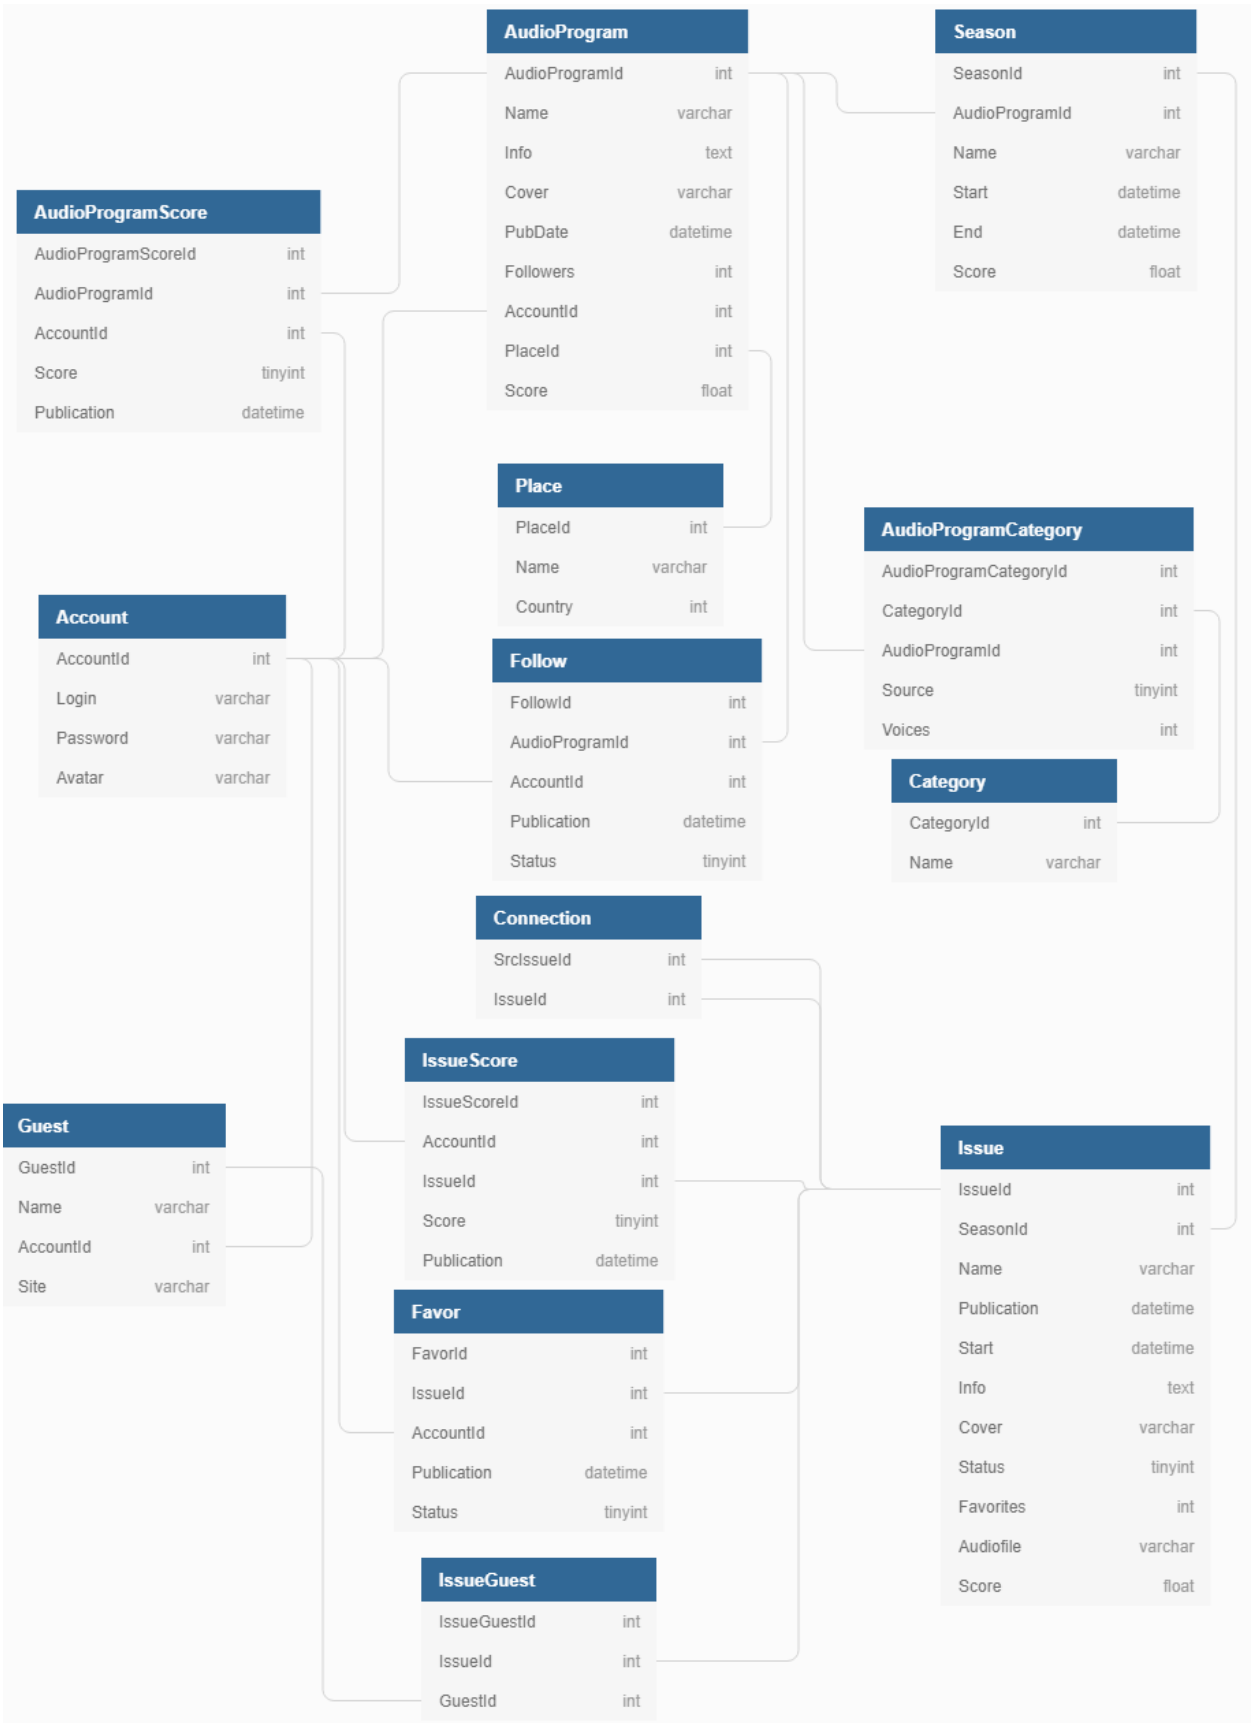 AudioProgram
AudioProgramId int
Name varchar
Info text
Cover varchar
PubDate datetime
Followers int
AccountId int
PlaceId int
Score float
Season
SeasonId int
AudioProgramId int
Name varchar
Start datetime
End datetime
Score float
AudioProgramScore
AudioProgramScoreId int
AudioProgramId int
AccountId int
Score tinyint
Publication datetime
Place
PlaceId int
Name varchar
Country int
AudioProgramCategory
AudioProgramCategoryId int
CategoryId int
AudioProgramId int
Source tinyint
Voices int
Account
AccountId int
Login varchar
Password varchar
Avatar varchar
Follow
FollowId int
AudioProgramId int
AccountId int
Publication datetime
Status tinyint
Category
CategoryId int
Name varchar
Connection
SrcIssueId int
IssueId int
IssueScore
IssueScoreId int
AccountId int
IssueId int
Score tinyint
Publication datetime
Guest
GuestId int
Name varchar
AccountId int
Site varchar
Issue
IssueId int
SeasonId int
Name varchar
Publication datetime
Start datetime
Info text
Cover varchar
Status tinyint
Favorites int
Audiofile varchar
Score float
Favor
FavorId int
IssueId int
AccountId int
Publication datetime
Status tinyint
IssueGuest
IssueGuestId int
IssueId int
GuestId int